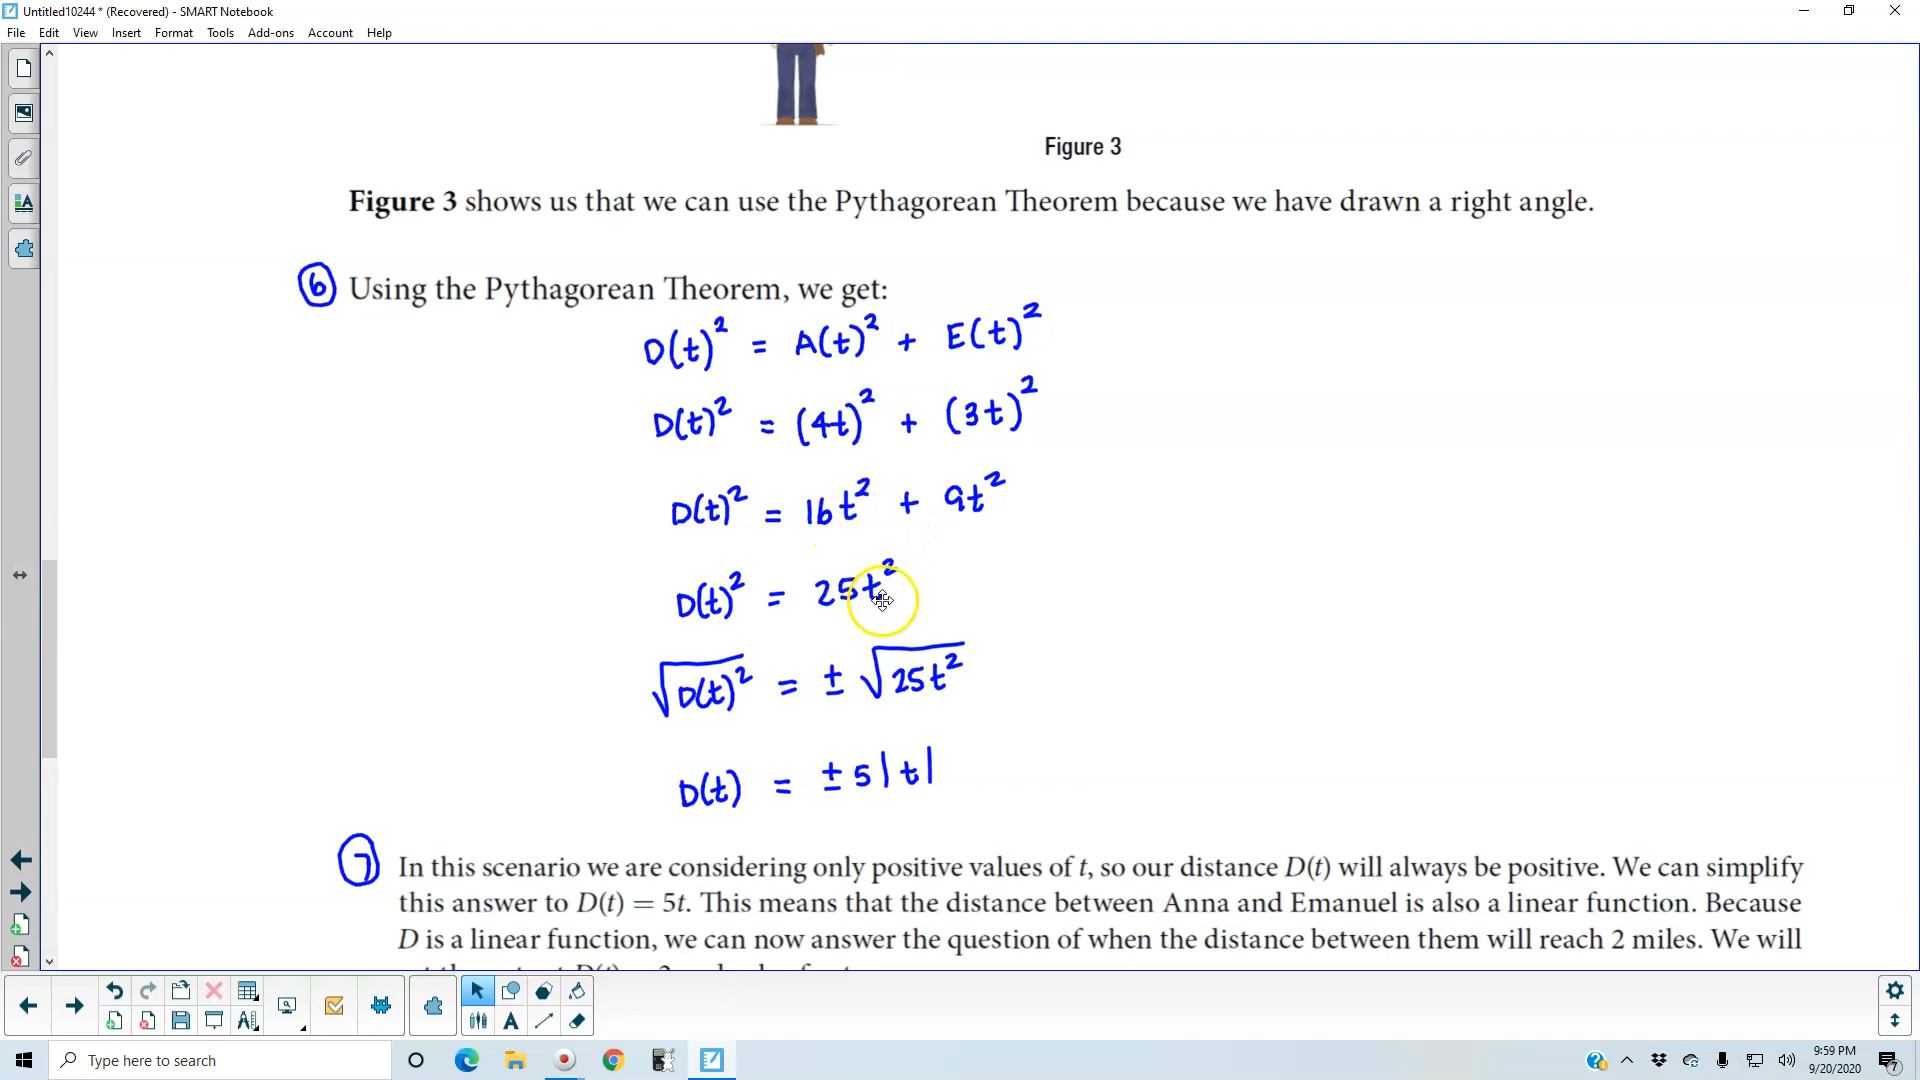 Untitled10244 * (Recovered) - SMART Notebook
File Edit View Insert Format Tools Add-ons Account Help
Figure 3
Figure 3 shows us that we can use the Pythagorean Theorem because we have drawn a right angle.
6 Using the Pythagorean Theorem, we get:
D(t)² = A(t)² + E(t)²
D(t)² = (4t)² + (3t)²
D(t)² = 16t² + 9t²
D(t)² = 25t²
√D(t)² = ± √25t²
D(t) = ± 5|t|
7 In this scenario we are considering only positive values of t, so our distance D(t) will always be positive. We can simplify
this answer to D(t) = 5t. This means that the distance between Anna and Emanuel is also a linear function. Because
D is a linear function, we can now answer the question of when the distance between them will reach 2 miles. We will
Type here to search
9:59 PM
9/20/2020
7